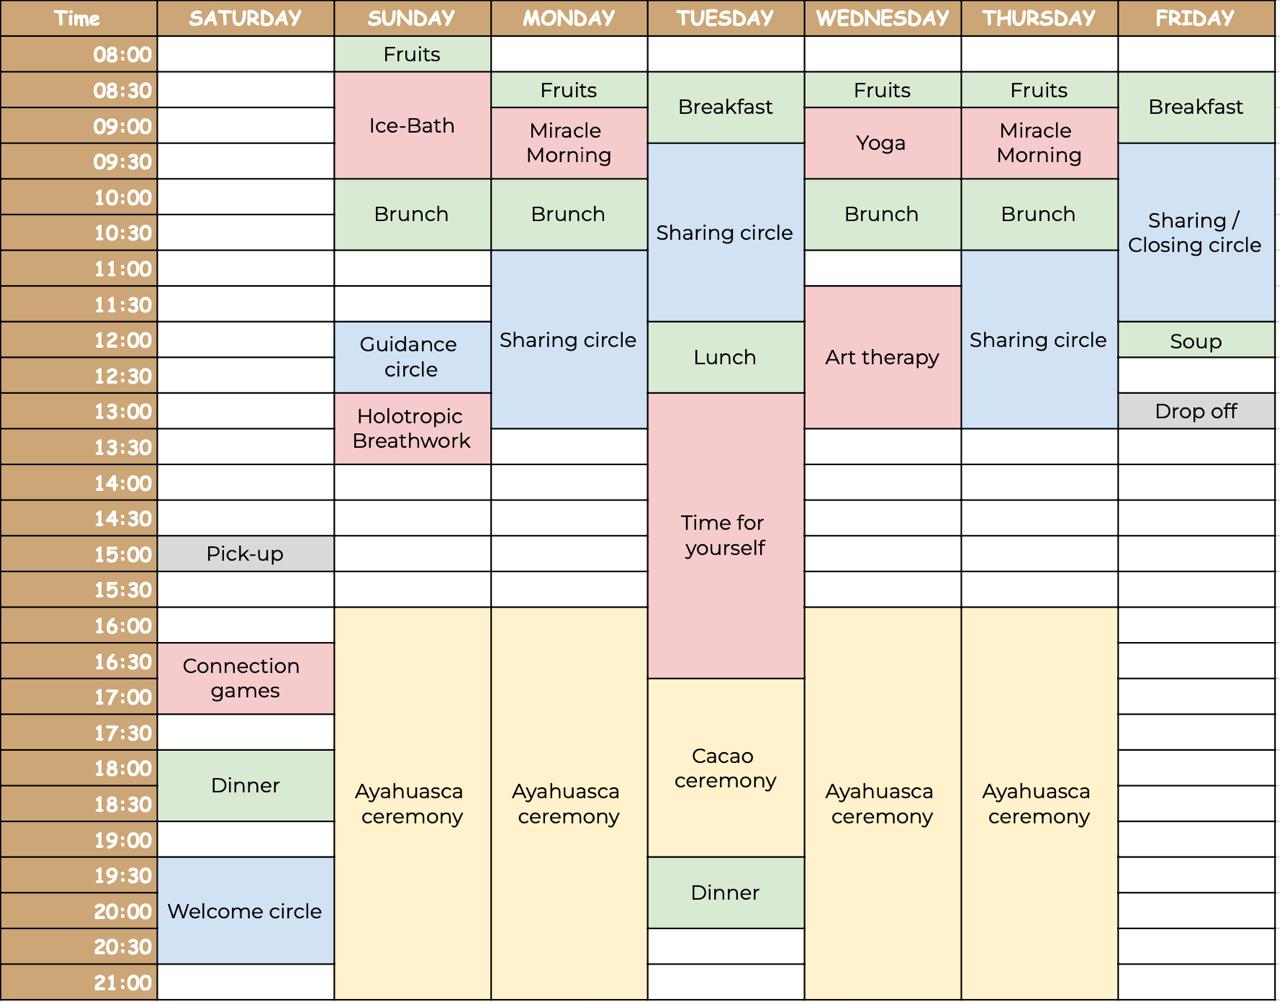 Time SATURDAY SUNDAY MONDAY TUESDAY WEDNESDAY THURSDAY FRIDAY
08:00 Fruits
08:30 Fruits Fruits Fruits
Breakfast Breakfast
09:00 Ice-Bath
Miracle Morning Yoga Miracle Morning
09:30
10:00
Brunch Brunch Brunch Brunch
10:30 Sharing circle Sharing / Closing circle
11:00
11:30
12:00 Guidance circle Sharing circle Sharing circle Soup
Lunch Art therapy
12:30
13:00 Holotropic Breathwork Drop off
13:30
14:00
14:30 Time for yourself
15:00 Pick-up
15:30
16:00
16:30 Connection games
17:00
17:30
18:00 Cacao ceremony
Dinner
18:30 Ayahuasca ceremony Ayahuasca ceremony Ayahuasca ceremony Ayahuasca ceremony
19:00
19:30
Dinner
20:00 Welcome circle
20:30
21:00